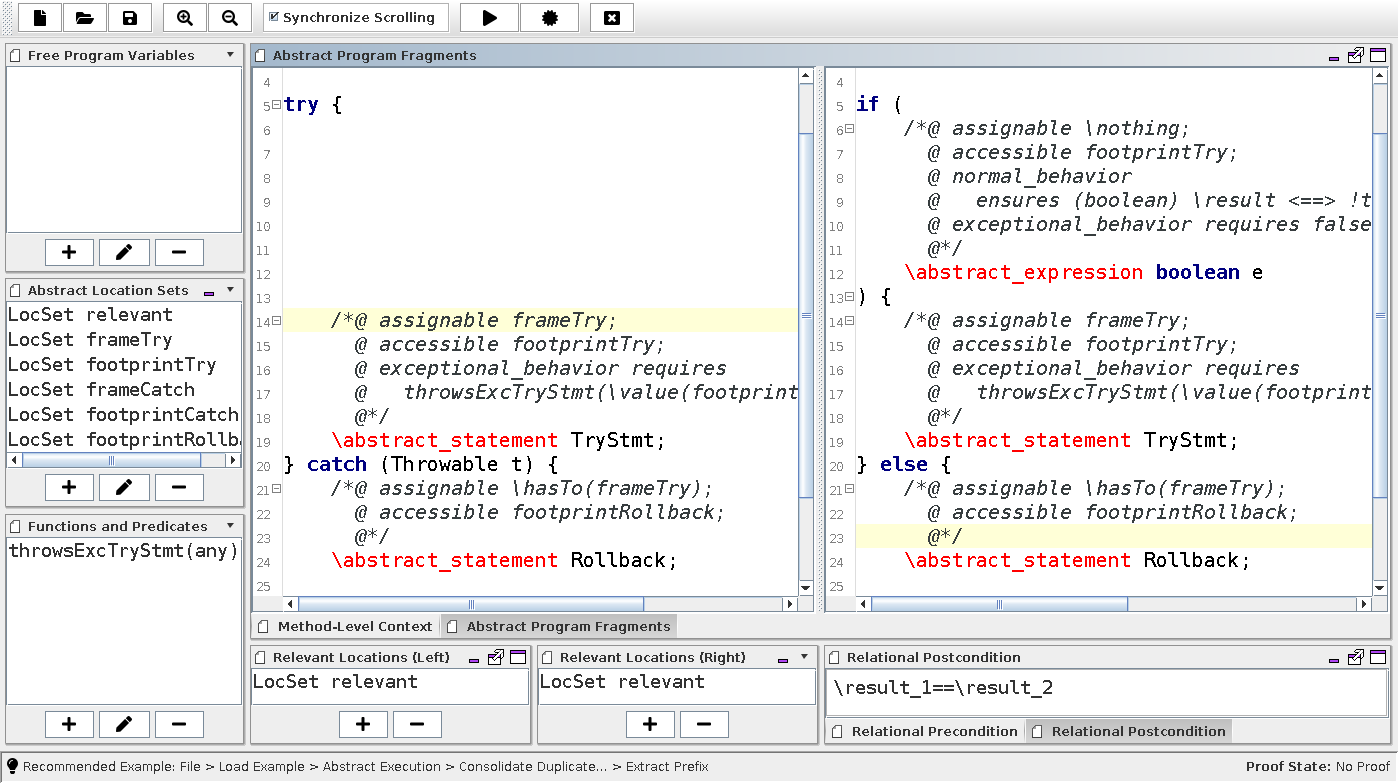 Synchronize Scrolling
Free Program Variables
Abstract Location Sets
LocSet relevant
LocSet frameTry
LocSet footprintTry
LocSet frameCatch
LocSet footprintCatch
LocSet footprintRollb
Functions and Predicates
throwsExcTryStmt(any)
Abstract Program Fragments
4
5 try {
6
7
8
9
10
11
12
13
14 /*@ assignable frameTry;
15 @ accessible footprintTry;
16 @ exceptional_behavior requires
17 @   throwsExcTryStmt(\value(footprint
18 @*/
19 \abstract_statement TryStmt;
20 } catch (Throwable t) {
21 /*@ assignable \hasTo(frameTry);
22 @ accessible footprintRollback;
23 @*/
24 \abstract_statement Rollback;
25
4
5 if (
6 /*@ assignable \nothing;
7 @ accessible footprintTry;
8 @ normal_behavior
9 @   ensures (boolean) \result <==> !t
10 @ exceptional_behavior requires false
11 @*/
12 \abstract_expression boolean e
13 ) {
14 /*@ assignable frameTry;
15 @ accessible footprintTry;
16 @ exceptional_behavior requires
17 @   throwsExcTryStmt(\value(footprint
18 @*/
19 \abstract_statement TryStmt;
20 } else {
21 /*@ assignable \hasTo(frameTry);
22 @ accessible footprintRollback;
23 @*/
24 \abstract_statement Rollback;
25
Method-Level Context
Abstract Program Fragments
Relevant Locations (Left)
LocSet relevant
Relevant Locations (Right)
LocSet relevant
Relational Postcondition
\result_1==\result_2
Relational Precondition
Relational Postcondition
Recommended Example: File > Load Example > Abstract Execution > Consolidate Duplicate... > Extract Prefix
Proof State: No Proof